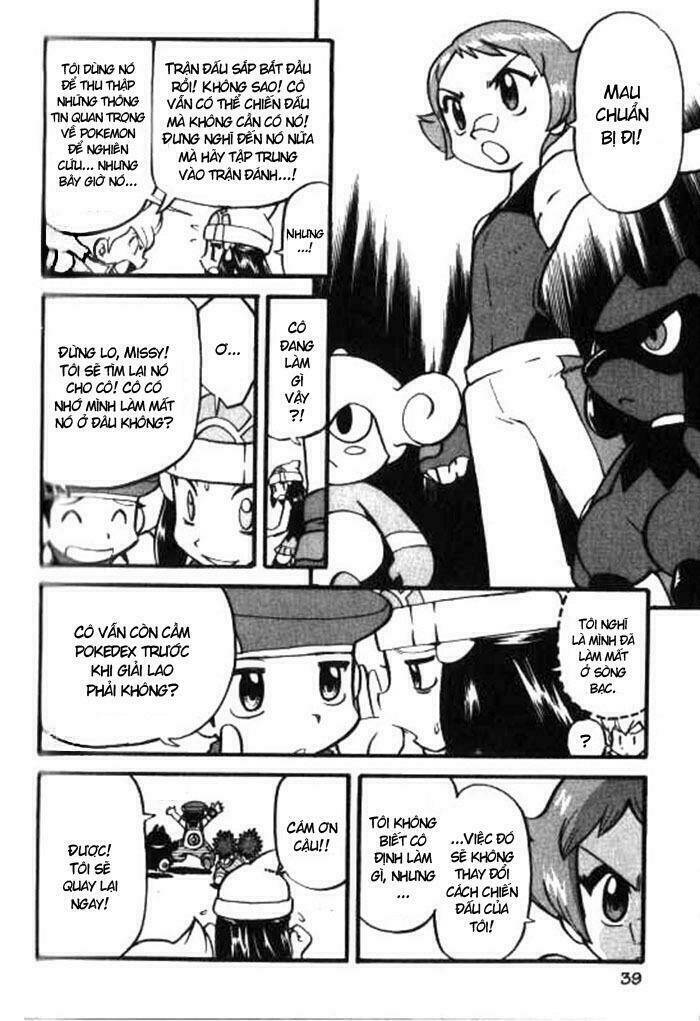 TÔI DÙNG NÓ
ĐỂ THU THẬP
NHỮNG THÔNG
TIN QUAN TRỌNG
VỀ POKEMON
ĐỂ NGHIÊN
CỨU... NHƯNG
BÂY GIỜ NÓ...
TRẬN ĐẤU SẮP BẮT ĐẦU
RỒI! KHÔNG SAO! CÔ
VẪN CÓ THỂ CHIẾN ĐẤU
MÀ KHÔNG CẦN CÓ NÓ!
ĐỪNG NGHĨ ĐẾN NÓ NỮA
MÀ HÃY TẬP TRUNG
VÀO TRẬN ĐÁNH...!
NHƯNG
...!
MAU
CHUẨN
BỊ ĐI!
ĐỪNG LO, MISSY!
TÔI SẼ TÌM LẠI NÓ
CHO CÔ! CÔ CÓ
NHỚ MÌNH LÀM MẤT
NÓ Ở ĐÂU KHÔNG?
Ơ...
CÔ
ĐANG
LÀM
GÌ
VẬY
?!
CÔ VẪN CÒN CẦM
POKEDEX TRƯỚC
KHI GIẢI LAO
PHẢI KHÔNG?
TÔI NGHĨ
LÀ MÌNH ĐÃ
LÀM MẤT
Ở SÒNG
BẠC.
?
ĐƯỢC!
TÔI SẼ
QUAY LẠI
NGAY!
CÁM ƠN
CẬU!!
TÔI KHÔNG
BIẾT CÔ
ĐỊNH LÀM
GÌ, NHƯNG
...
...VIỆC ĐÓ
SẼ KHÔNG
THAY ĐỔI
CÁCH CHIẾN
ĐẤU CỦA
TÔI!
39